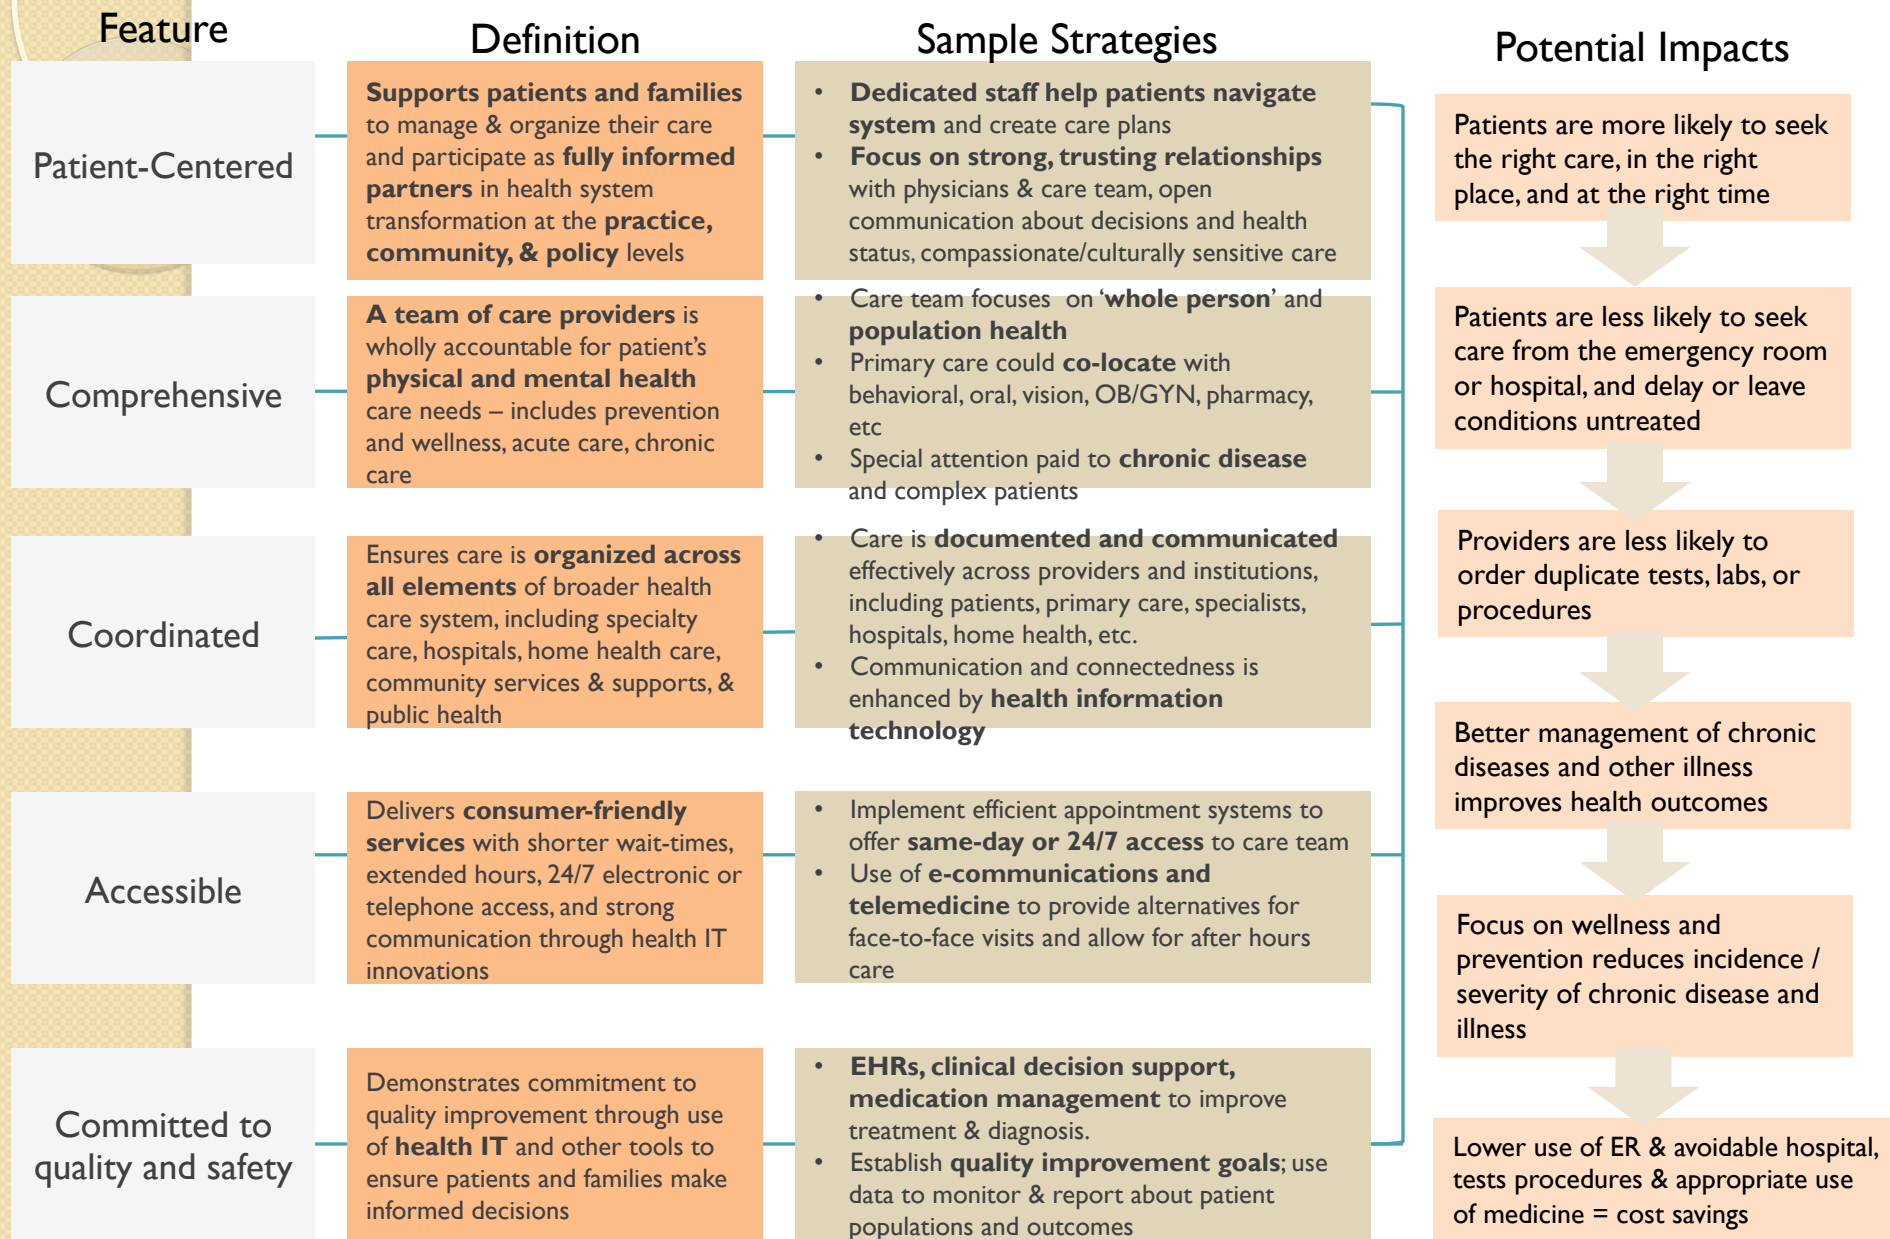 Feature
Definition
Sample Strategies
Potential Impacts
Patient-Centered
Supports patients and families
to manage & organize their care
and participate as fully informed
partners in health system
transformation at the practice,
community, & policy levels
• Dedicated staff help patients navigate
system and create care plans
• Focus on strong, trusting relationships
with physicians & care team, open
communication about decisions and health
status, compassionate/culturally sensitive care
Comprehensive
A team of care providers is
wholly accountable for patient's
physical and mental health
care needs – includes prevention
and wellness, acute care, chronic
care
• Care team focuses on 'whole person' and
population health
• Primary care could co-locate with
behavioral, oral, vision, OB/GYN, pharmacy,
etc
• Special attention paid to chronic disease
and complex patients
Coordinated
Ensures care is organized across
all elements of broader health
care system, including specialty
care, hospitals, home health care,
community services & supports, &
public health
• Care is documented and communicated
effectively across providers and institutions,
including patients, primary care, specialists,
hospitals, home health, etc.
• Communication and connectedness is
enhanced by health information
technology
Accessible
Delivers consumer-friendly
services with shorter wait-times,
extended hours, 24/7 electronic or
telephone access, and strong
communication through health IT
innovations
• Implement efficient appointment systems to
offer same-day or 24/7 access to care team
• Use of e-communications and
telemedicine to provide alternatives for
face-to-face visits and allow for after hours
care
Committed to
quality and safety
Demonstrates commitment to
quality improvement through use
of health IT and other tools to
ensure patients and families make
informed decisions
• EHRs, clinical decision support,
medication management to improve
treatment & diagnosis.
• Establish quality improvement goals; use
data to monitor & report about patient
populations and outcomes
Patients are more likely to seek
the right care, in the right
place, and at the right time
Patients are less likely to seek
care from the emergency room
or hospital, and delay or leave
conditions untreated
Providers are less likely to
order duplicate tests, labs, or
procedures
Better management of chronic
diseases and other illness
improves health outcomes
Focus on wellness and
prevention reduces incidence /
severity of chronic disease and
illness
Lower use of ER & avoidable hospital,
tests procedures & appropriate use
of medicine = cost savings